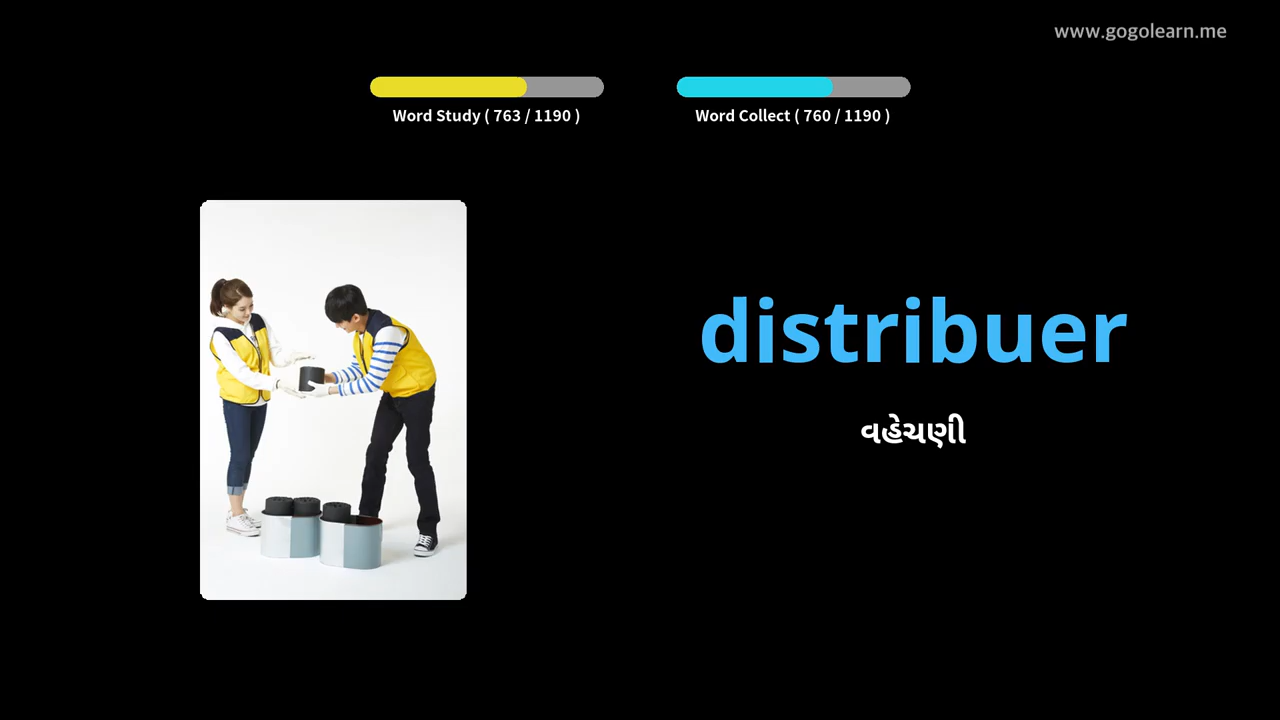 www.gogolearn.me
Word Study ( 763 / 1190 )
Word Collect ( 760 / 1190 )
distribuer
વહેચણી